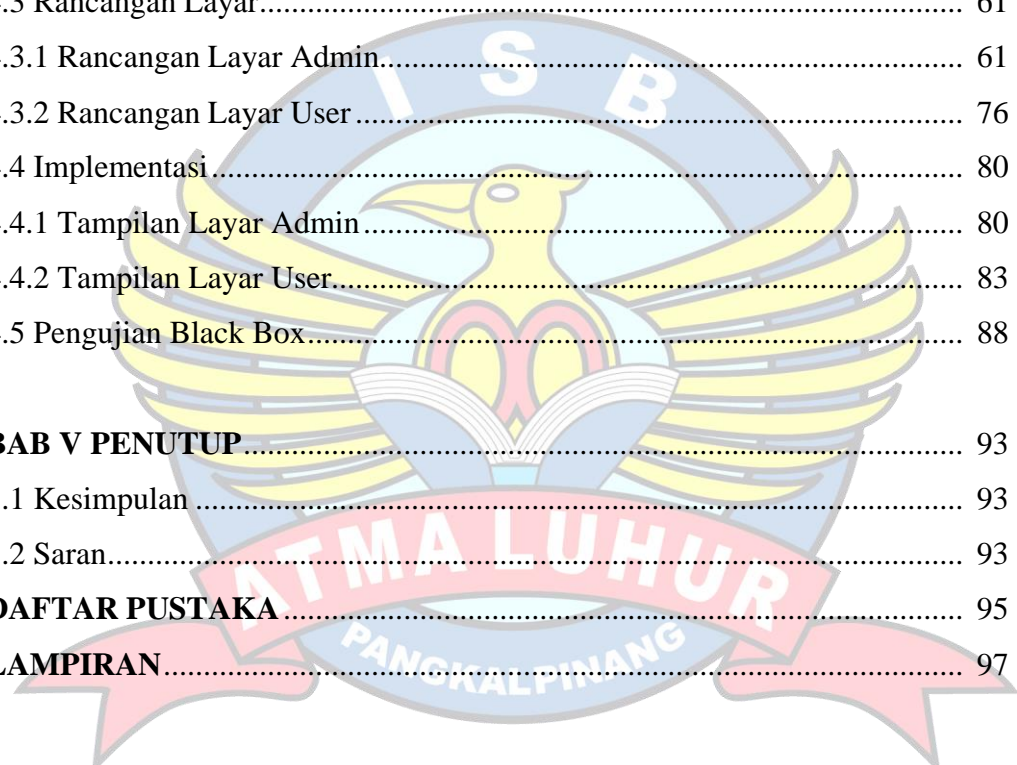 .3 Rancangan Layar.......................................................................................... 61
.3.1 Rancangan Layar Admin.......................................................................... 61
.3.2 Rancangan Layar User............................................................................. 76
.4 Implementasi............................................................................................... 80
.4.1 Tampilan Layar Admin............................................................................ 80
.4.2 Tampilan Layar User................................................................................ 83
.5 Pengujian Black Box................................................................................... 88
BAB V PENUTUP........................................................................................... 93
.1 Kesimpulan................................................................................................. 93
.2 Saran............................................................................................................ 93
DAFTAR PUSTAKA...................................................................................... 95
LAMPIRAN..................................................................................................... 97
I S B
ATMA LUHUR
PANGKALPINANG